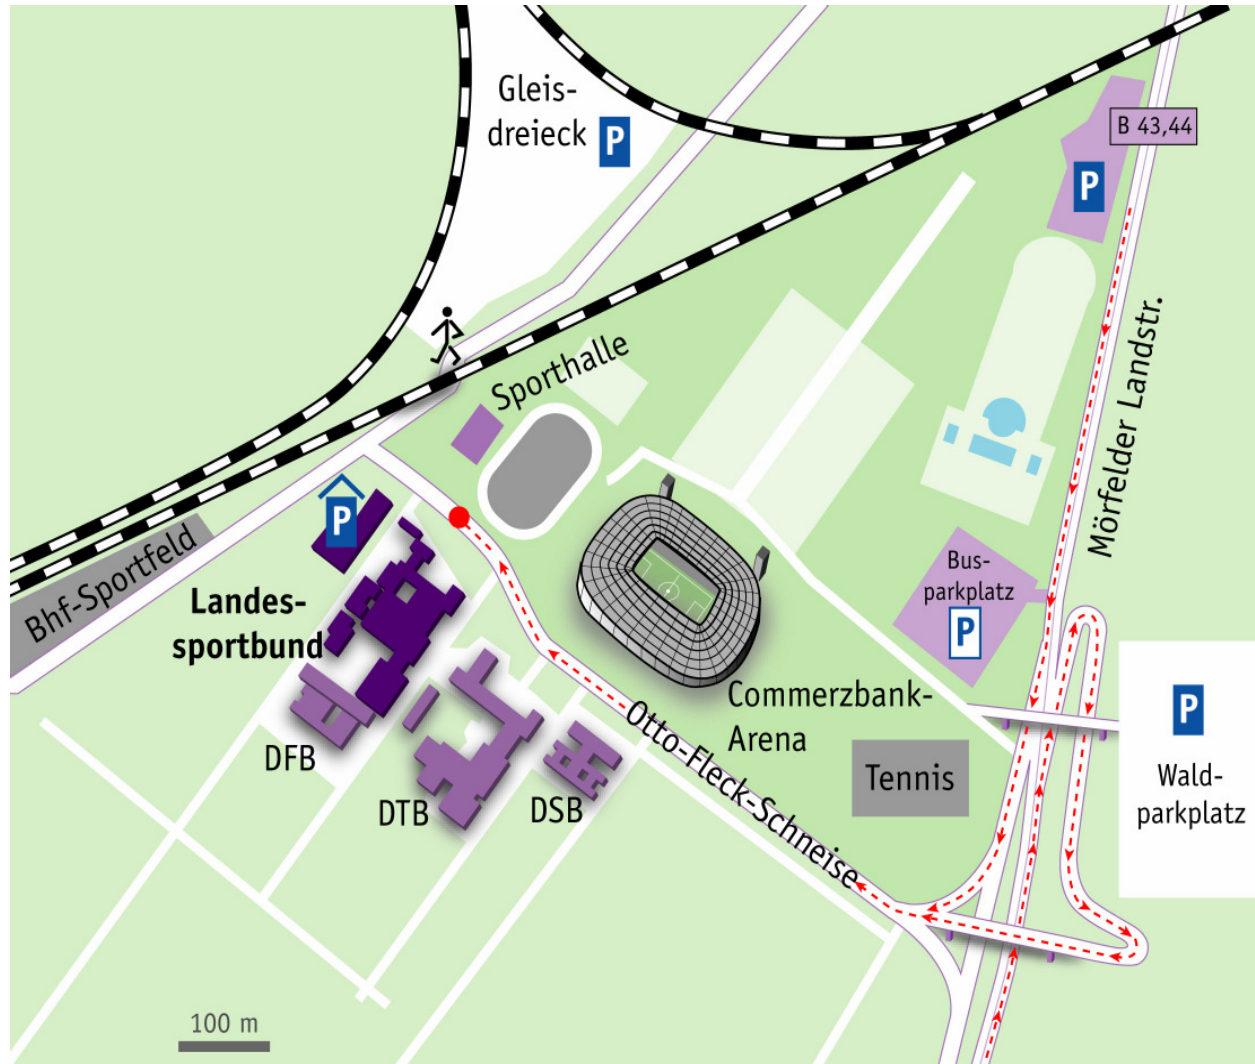 Gleis-
dreieck
P
B 43,44
P
Sporthalle
Mörfelder Landstr.
P
Bhf-Sportfeld
Landes-
sportbund
Bus-
parkplatz
P
Commerzbank-
Arena
P
Wald-
parkplatz
Otto-Fleck-Schneise
Tennis
DFB
DTB
DSB
100 m